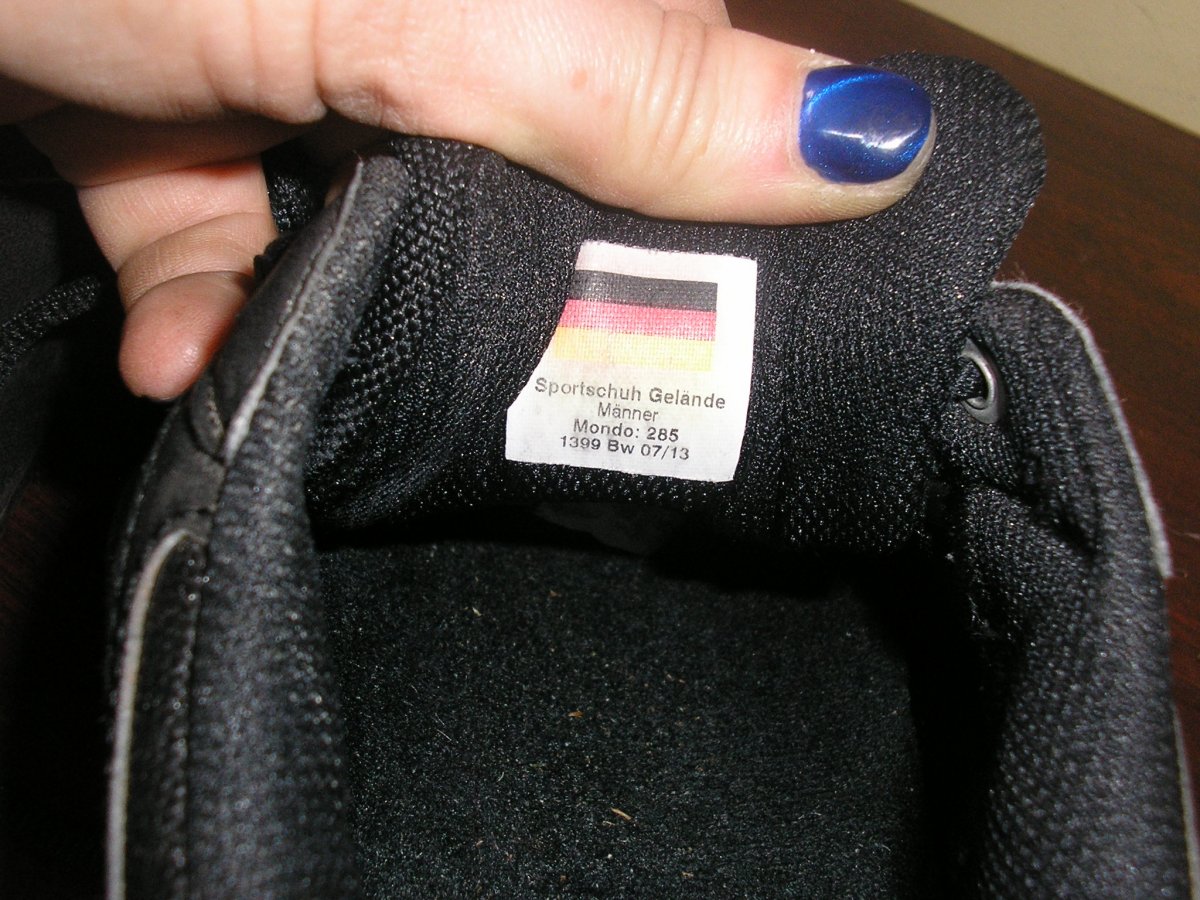 Sportschuh Gelände
Männer
Mondo: 285
1399 Bw 07/13